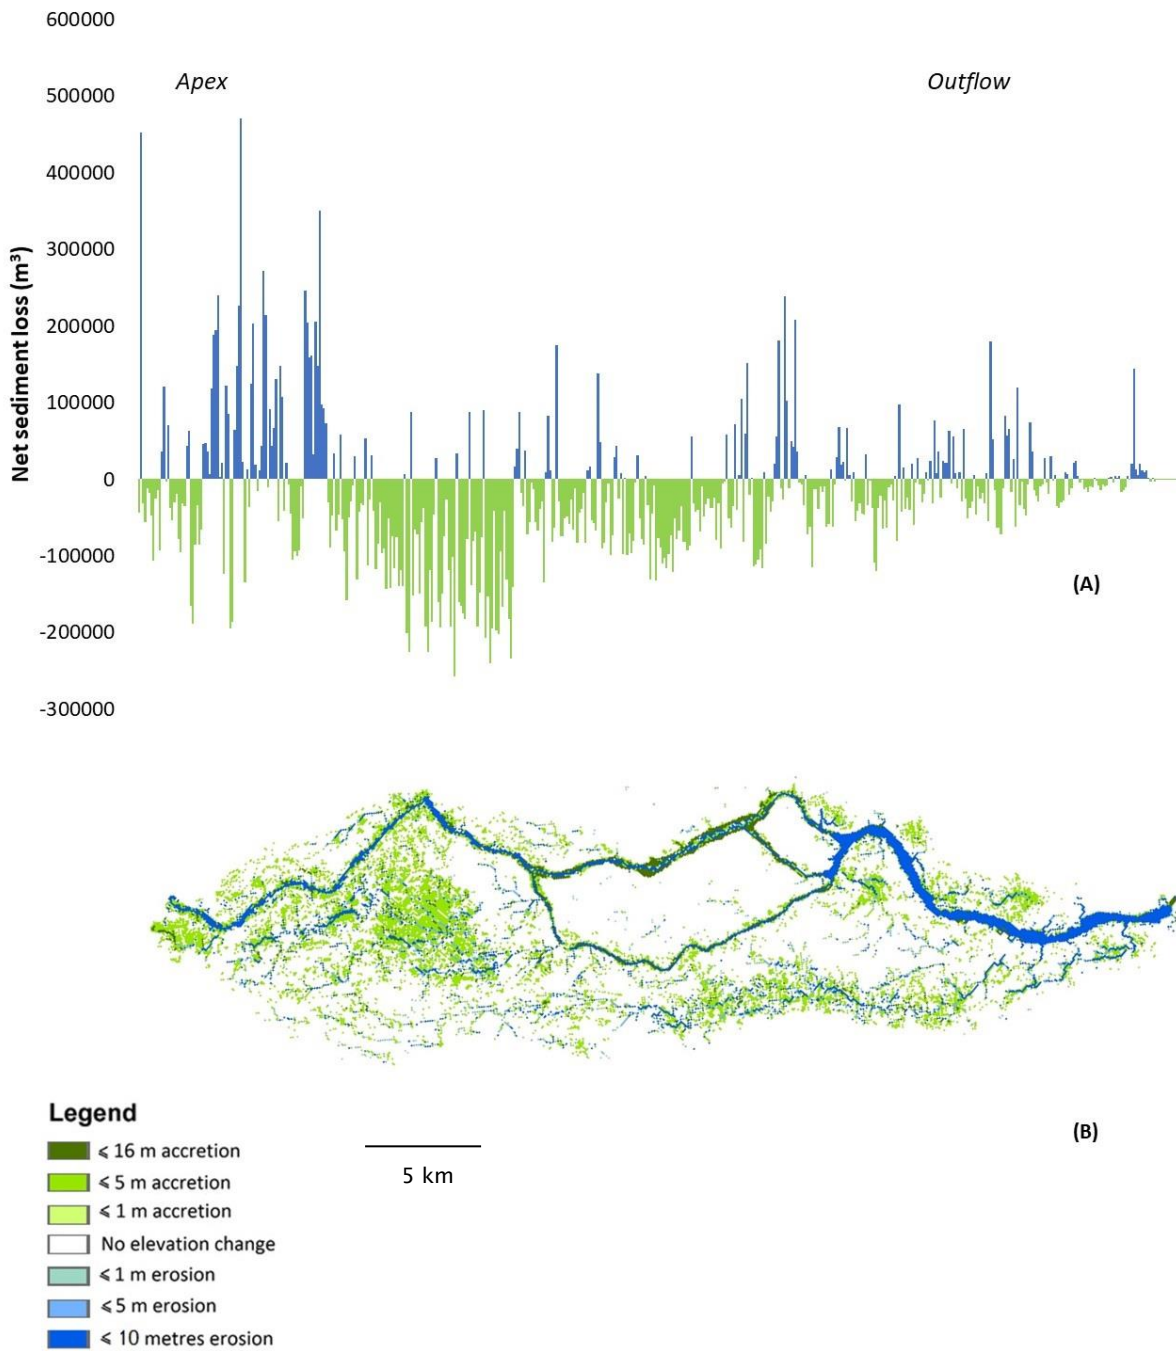 600000
Apex
Outflow
500000
400000
300000
200000
100000
0
-100000
-200000
-300000
Net sediment loss (m³)
(A)
Legend
⩽ 16 m accretion
⩽ 5 m accretion
⩽ 1 m accretion
No elevation change
⩽ 1 m erosion
⩽ 5 m erosion
⩽ 10 metres erosion
5 km
(B)